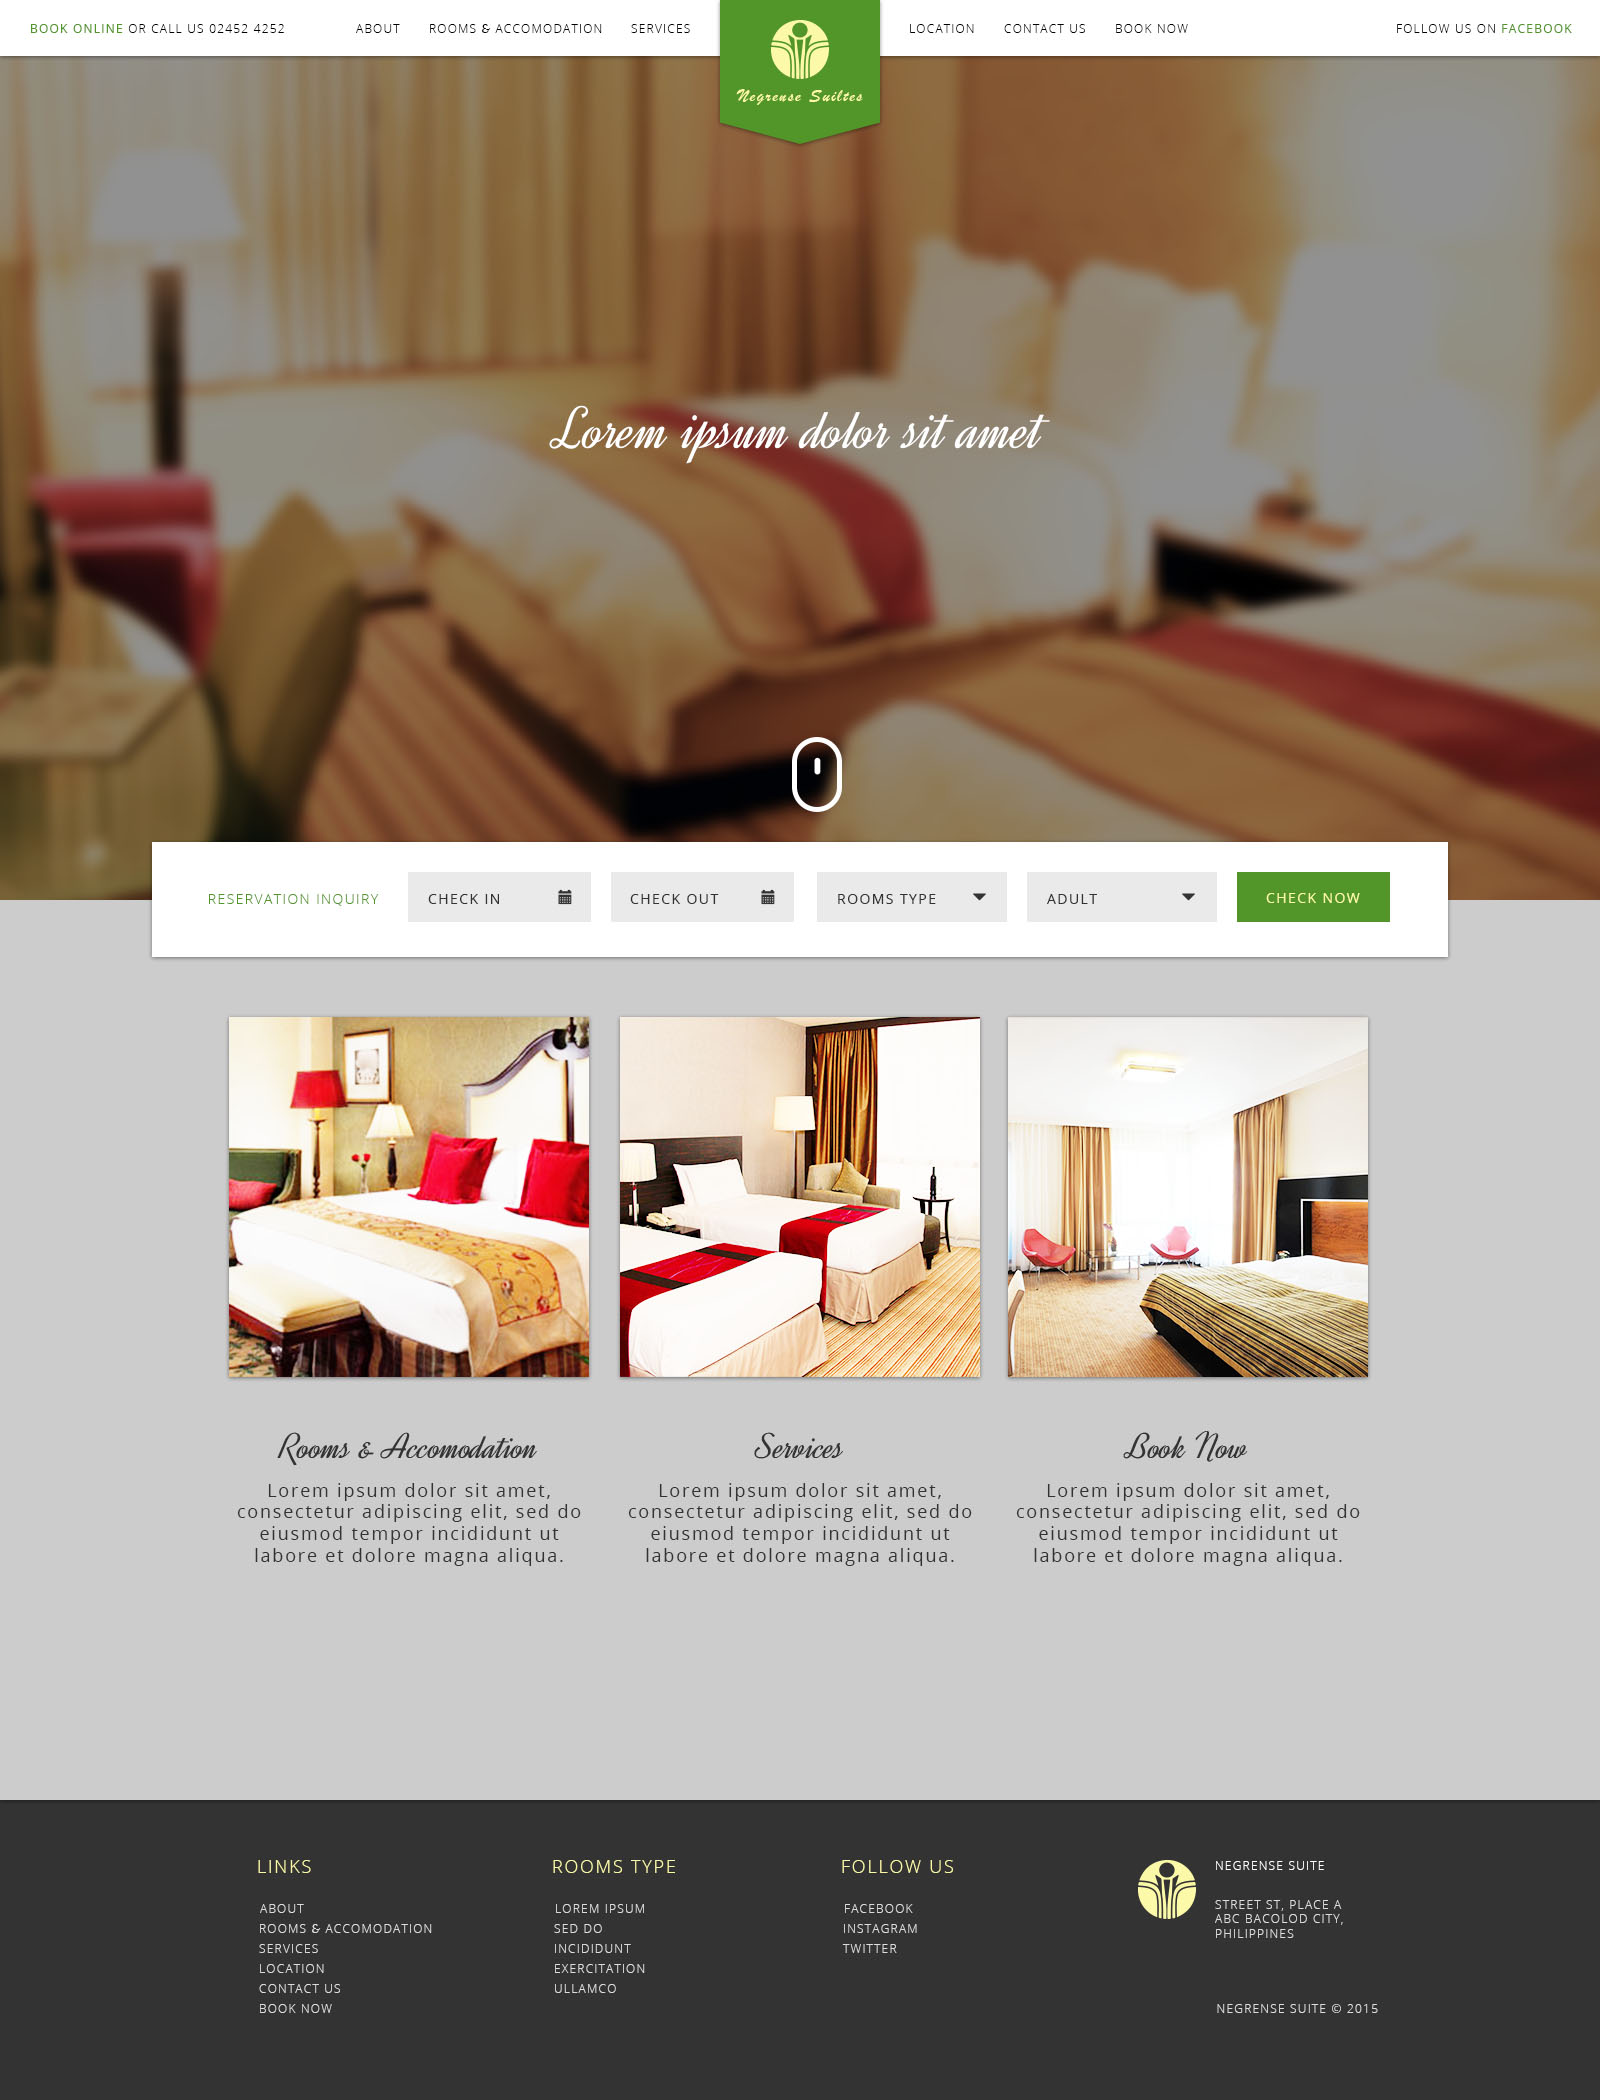 BOOK ONLINE OR CALL US 02452 4252
ABOUT
ROOMS & ACCOMODATION
SERVICES
Negrense Suiltes
LOCATION
CONTACT US
BOOK NOW
FOLLOW US ON FACEBOOK
Lorem ipsum dolor sit amet
RESERVATION INQUIRY
CHECK IN
CHECK OUT
ROOMS TYPE
ADULT
CHECK NOW
Rooms & Accomodation
Lorem ipsum dolor sit amet,
consectetur adipiscing elit, sed do
eiusmod tempor incididunt ut
labore et dolore magna aliqua.
Services
Lorem ipsum dolor sit amet,
consectetur adipiscing elit, sed do
eiusmod tempor incididunt ut
labore et dolore magna aliqua.
Book Now
Lorem ipsum dolor sit amet,
consectetur adipiscing elit, sed do
eiusmod tempor incididunt ut
labore et dolore magna aliqua.
LINKS
ABOUT
ROOMS & ACCOMODATION
SERVICES
LOCATION
CONTACT US
BOOK NOW
ROOMS TYPE
LOREM IPSUM
SED DO
INCIDIDUNT
EXERCITATION
ULLAMCO
FOLLOW US
FACEBOOK
INSTAGRAM
TWITTER
NEGRENSE SUITE
STREET ST, PLACE A
ABC BACOLOD CITY,
PHILIPPINES
NEGRENSE SUITE © 2015